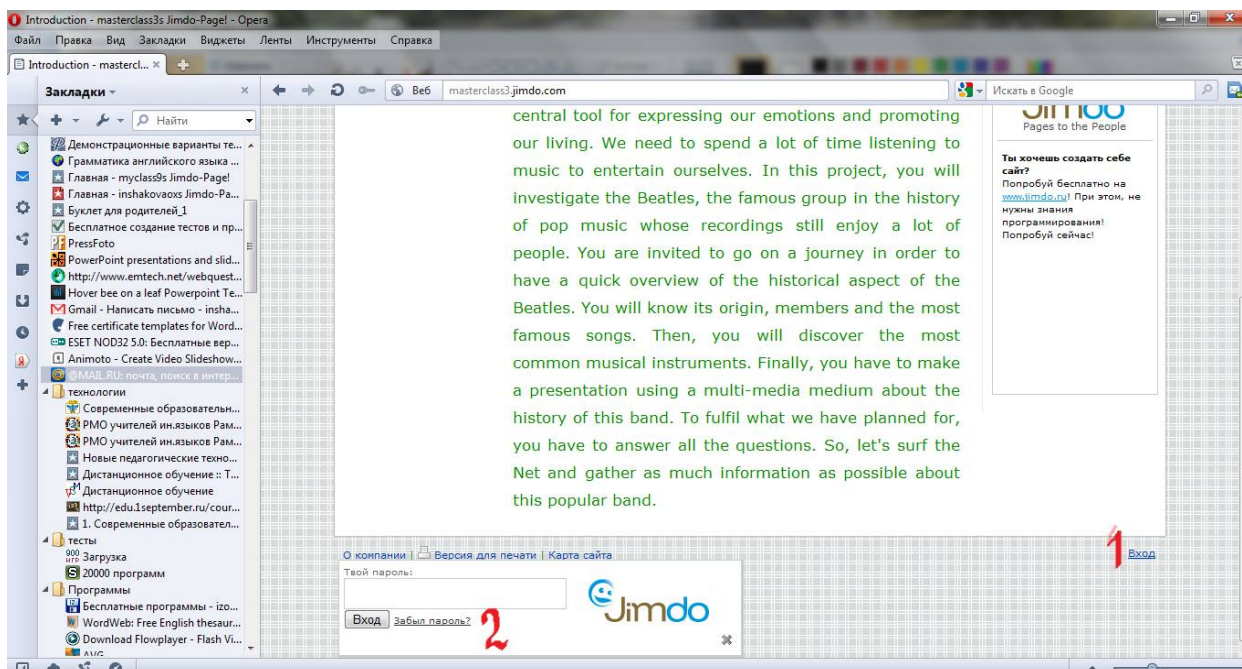 Introduction - masterclass3s Jimdo-Page! - Opera
Файл Правка Вид Закладки Виджеты Ленты Инструменты Справка
Introduction - mastercl...
Закладки
Веб masterclass3.jimdo.com
Искать в Google
Найти
Демонстрационные варианты те...
Грамматика английского языка ...
Главная - myclass9s Jimdo-Page!
Главная - inshakovaoxs Jimdo-Pa...
Буклет для родителей_1
Бесплатное создание тестов и пр...
PressFoto
PowerPoint presentations and slid...
http://www.emtech.net/webquest...
Hover bee on a leaf Powerpoint Te...
Gmail - Написать письмо - insha...
Free certificate templates for Word...
ESET NOD32 5.0: Бесплатные вер...
Animoto - Create Video Slideshow...
@MAIL.RU: почта, поиск в интер...
технологии
Современные образовательн...
РМО учителей ин.языков Рам...
РМО учителей ин.языков Рам...
Новые педагогические техно...
Дистанционное обучение :: Т...
Дистанционное обучение
http://edu.1september.ru/cour...
1. Современные образовател...
тесты
Загрузка
20000 программ
Программы
Бесплатные программы - izo...
WordWeb: Free English thesaur...
Download Flowplayer - Flash Vi...
AVG
central tool for expressing our emotions and promoting
our living. We need to spend a lot of time listening to
music to entertain ourselves. In this project, you will
investigate the Beatles, the famous group in the history
of pop music whose recordings still enjoy a lot of
people. You are invited to go on a journey in order to
have a quick overview of the historical aspect of the
Beatles. You will know its origin, members and the most
famous songs. Then, you will discover the most
common musical instruments. Finally, you have to make
a presentation using a multi-media medium about the
history of this band. To fulfil what we have planned for,
you have to answer all the questions. So, let's surf the
Net and gather as much information as possible about
this popular band.
Jimdo
Pages to the People
Ты хочешь создать себе
сайт?
Попробуй бесплатно на
www.jimdo.ru! При этом, не
нужны знания
программирования!
Попробуй сейчас!
О компании | Версия для печати | Карта сайта
1
Вход
Твой пароль:
Вход Забыл пароль?
2
Jimdo